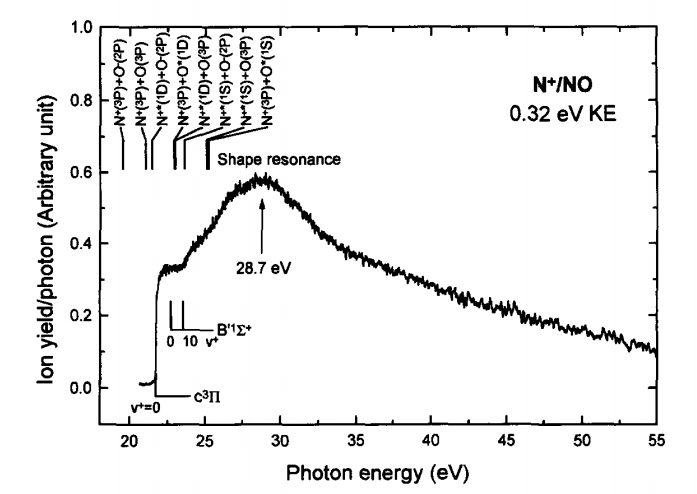 1.0
0.8
0.6
0.4
0.2
0.0
Ion yield/photon (Arbitrary unit)
N⁺(³P)+O⁻(²P)
N⁺(³P)+O(³P)
N⁺*(¹D)+O⁻(²P)
N⁺(³P)+O*(¹D)
N⁺*(¹D)+O(³P)
N⁺*(¹S)+O⁻(²P)
N⁺*(¹S)+O(³P)
N⁺(³P)+O*(¹S)
N⁺/NO
0.32 eV KE
Shape resonance
28.7 eV
B'¹Σ⁺
0 10 v⁺
c³Π
v⁺=0
20 25 30 35 40 45 50 55
Photon energy (eV)